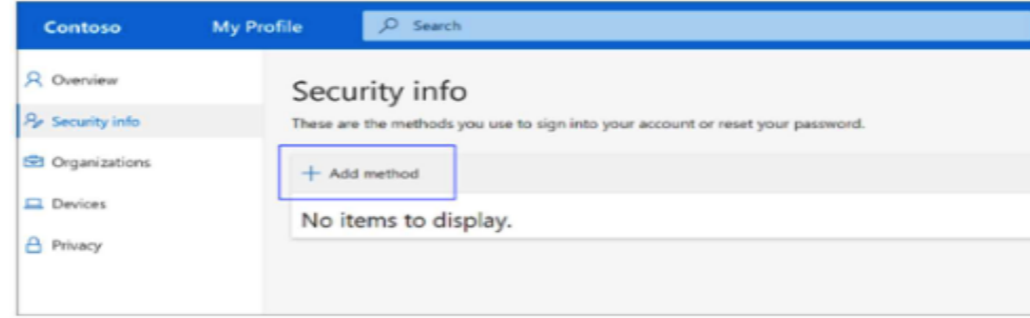 Contoso My Profile Search
Overview
Security info
Organizations
Devices
Privacy
Security info
These are the methods you use to sign into your account or reset your password.
+ Add method
No items to display.